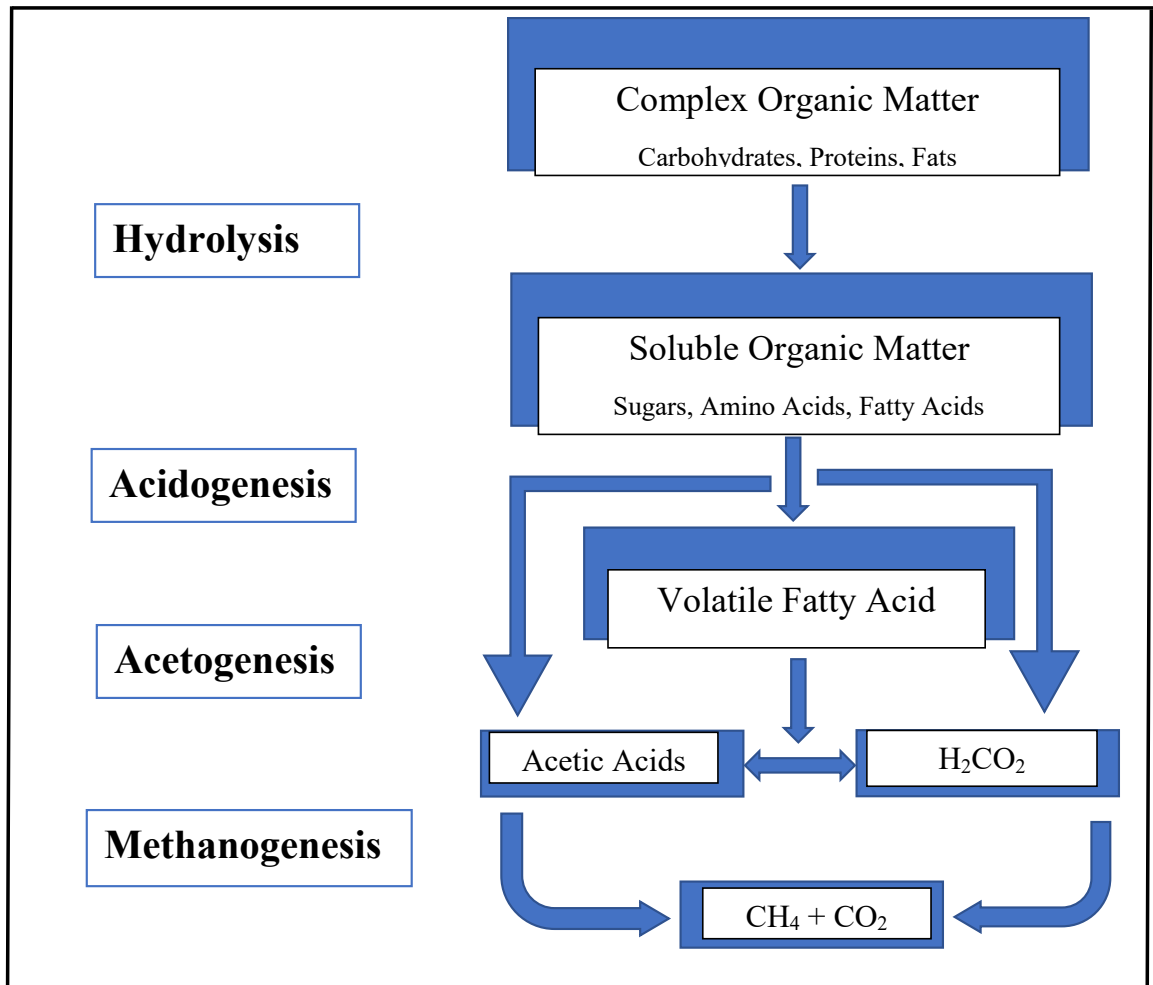 Complex Organic Matter
Carbohydrates, Proteins, Fats
Hydrolysis
Soluble Organic Matter
Sugars, Amino Acids, Fatty Acids
Acidogenesis
Volatile Fatty Acid
Acetogenesis
Acetic Acids
H₂CO₂
Methanogenesis
CH₄ + CO₂